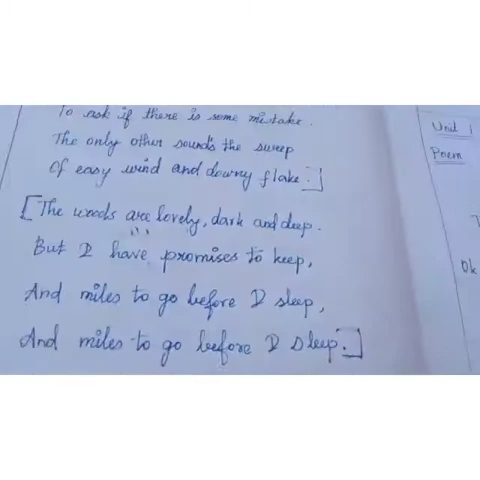 To ask if there is some mistake.
The only other sound's the sweep
Of easy wind and downy flake.]
[The woods are lovely, dark and deep.
But I have promises to keep,
And miles to go before I sleep,
And miles to go before I sleep.]
Unit 1
Poem
Ok